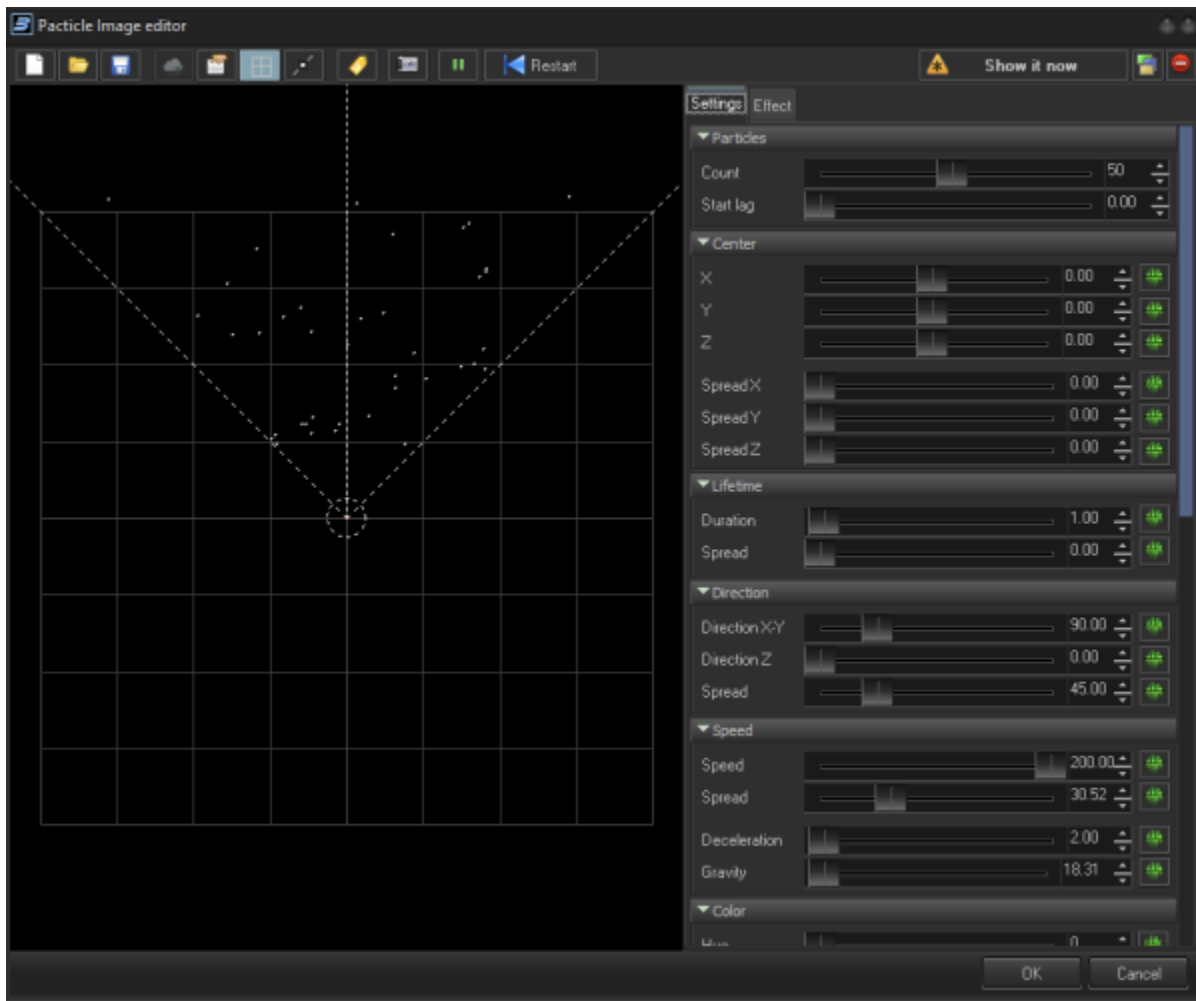 Pacticle Image editor
Restart
Show it now
Settings Effect
Particles
Count 50
Start lag 0.00
Center
X 0.00
Y 0.00
Z 0.00
Spread X 0.00
Spread Y 0.00
Spread Z 0.00
Lifetime
Duration 1.00
Spread 0.00
Direction
Direction X-Y 90.00
Direction Z 0.00
Spread 45.00
Speed
Speed 200.00
Spread 30.52
Deceleration 2.00
Gravity 18.31
Color
Hue 0
OK Cancel